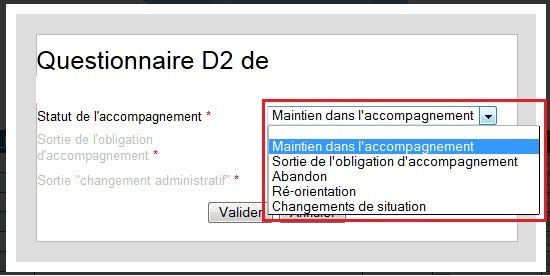 Questionnaire D2 de
Statut de l'accompagnement * Maintien dans l'accompagnement
Sortie de l'obligation
d'accompagnement *
Sortie "changement administratif" *
Maintien dans l'accompagnement
Sortie de l'obligation d'accompagnement
Abandon
Ré-orientation
Changements de situation
Valider